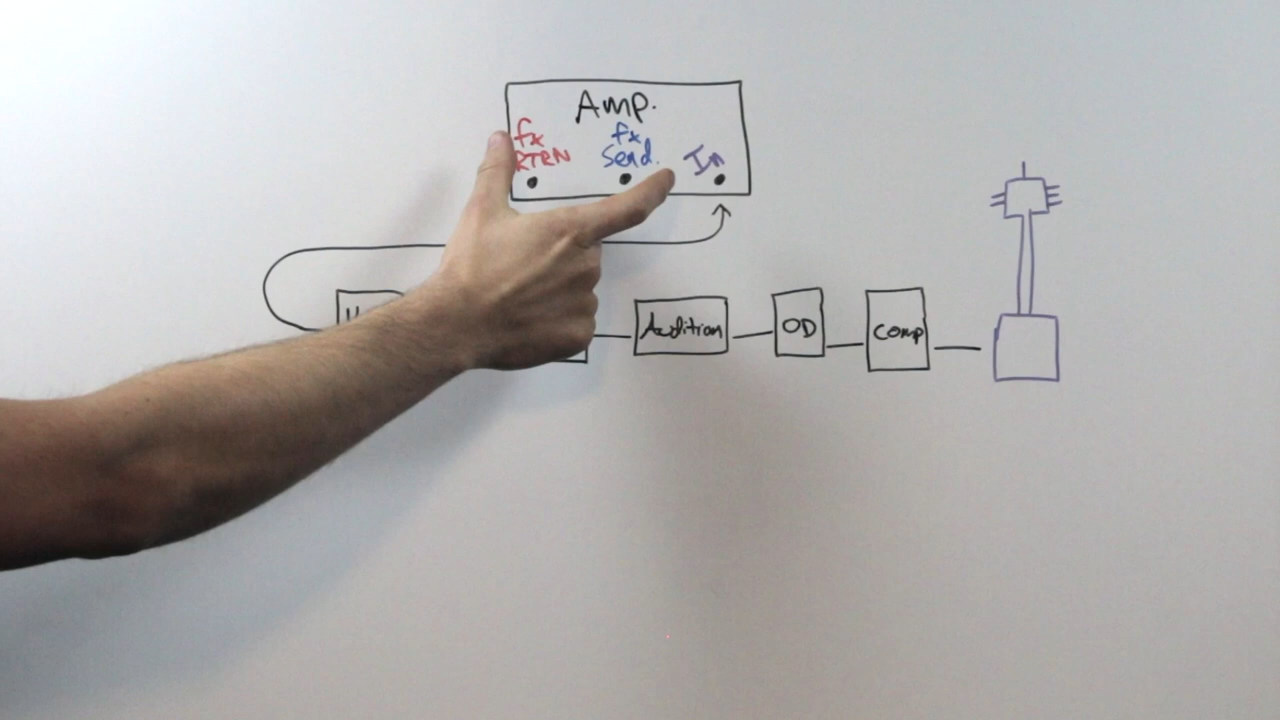 Amp.
fx
RTRN
fx
Send.
In
Audition
OD
Comp